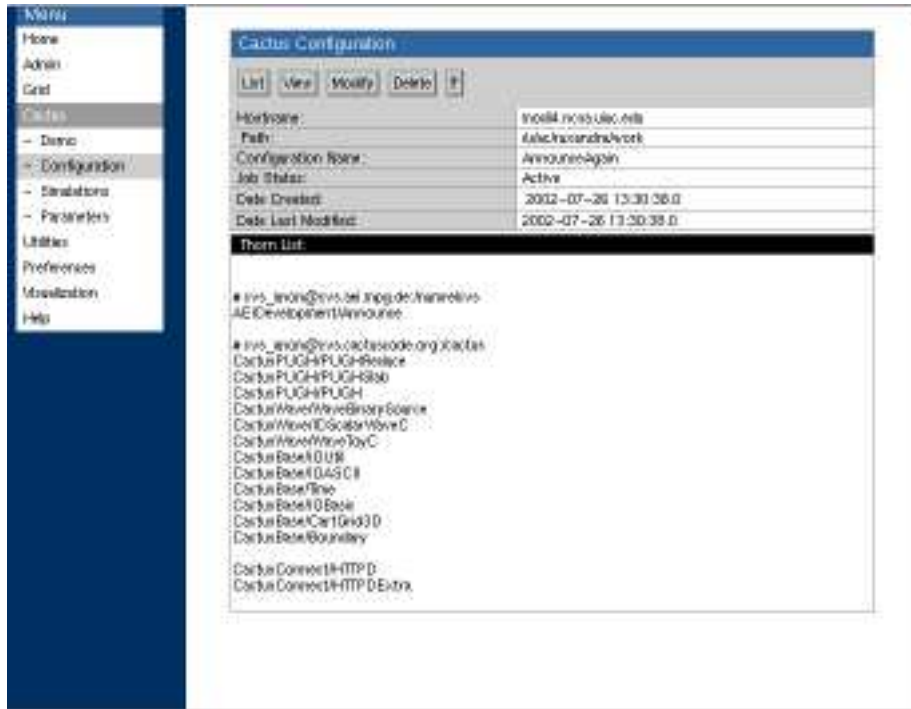 Menu
Home
Admin
Grid
Cactus
- Demo
- Configuration
- Simulations
- Parameters
Utilities
Preferences
Visualization
Help
Cactus Configuration
List View Modify Delete ?
Hostname:
Path:
Configuration Name: AnnounceAgain
Job Status: Active
Date Created: 2002-07-26 13:30:38.0
Date Last Modified: 2002-07-26 13:30:38.0
Thorn List:
AEIDevelopment/Announce
CactusPUGH/PUGHReduce
CactusPUGH/PUGHSlab
CactusPUGH/PUGH
CactusWave/WaveBinarySource
CactusWave/IDScalarWaveC
CactusWave/WaveToyC
CactusBase/IOUtil
CactusBase/IOASCII
CactusBase/Time
CactusBase/IOBasic
CactusBase/CartGrid3D
CactusBase/Boundary
CactusConnect/HTTPD
CactusConnect/HTTPDExtra